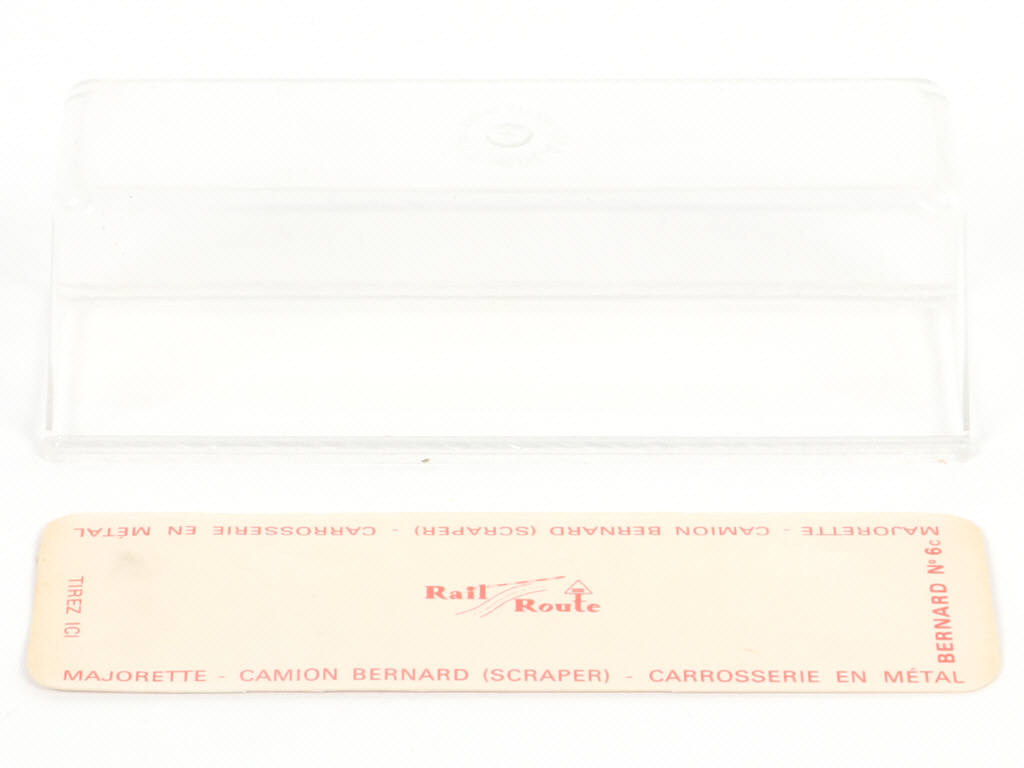 MAJORETTE - CAMION BERNARD (SCRAPER) - CARROSSERIE EN MÉTAL
TIREZ ICI
Rail
Route
BERNARD Nº 6c
MAJORETTE - CAMION BERNARD (SCRAPER) - CARROSSERIE EN MÉTAL